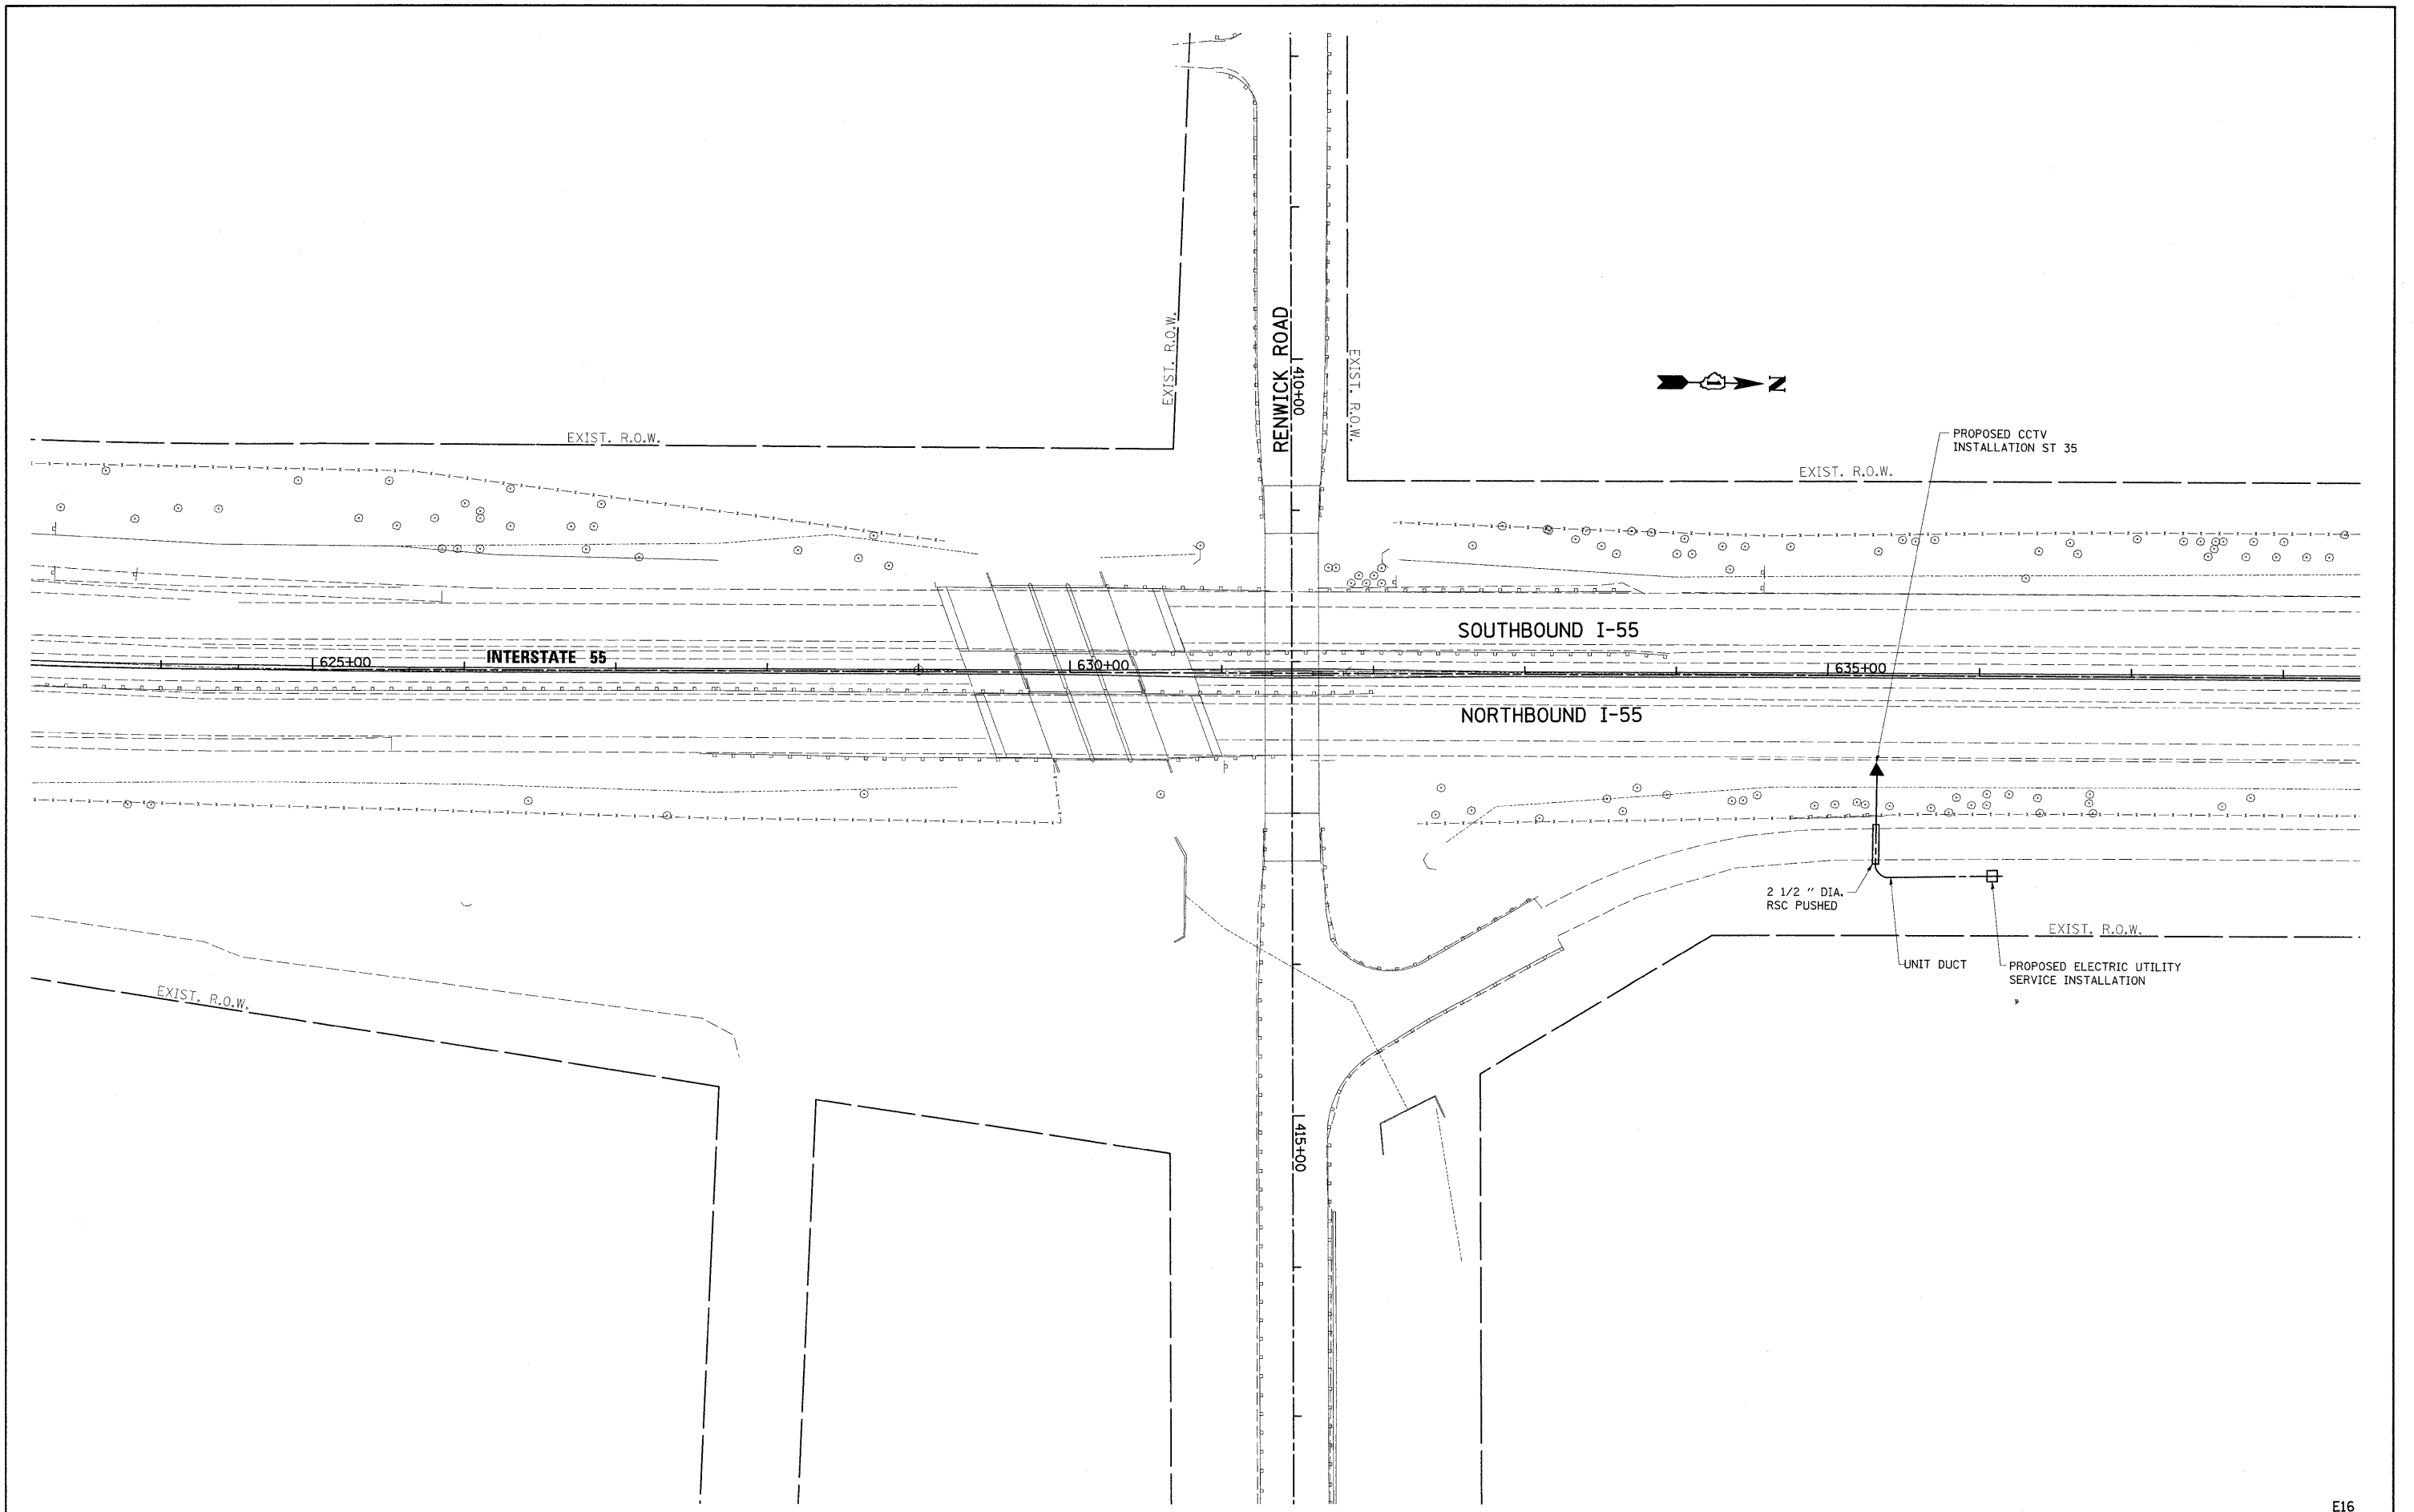 RENWICK ROAD
410+00
EXIST. R.O.W.
EXIST. R.O.W.
N
PROPOSED CCTV
INSTALLATION ST 35
EXIST. R.O.W.
EXIST. R.O.W.
SOUTHBOUND I-55
625+00
INTERSTATE 55
630+00
635+00
NORTHBOUND I-55
2 1/2 " DIA.
RSC PUSHED
EXIST. R.O.W.
UNIT DUCT
PROPOSED ELECTRIC UTILITY
SERVICE INSTALLATION
EXIST. R.O.W.
415+00
E16